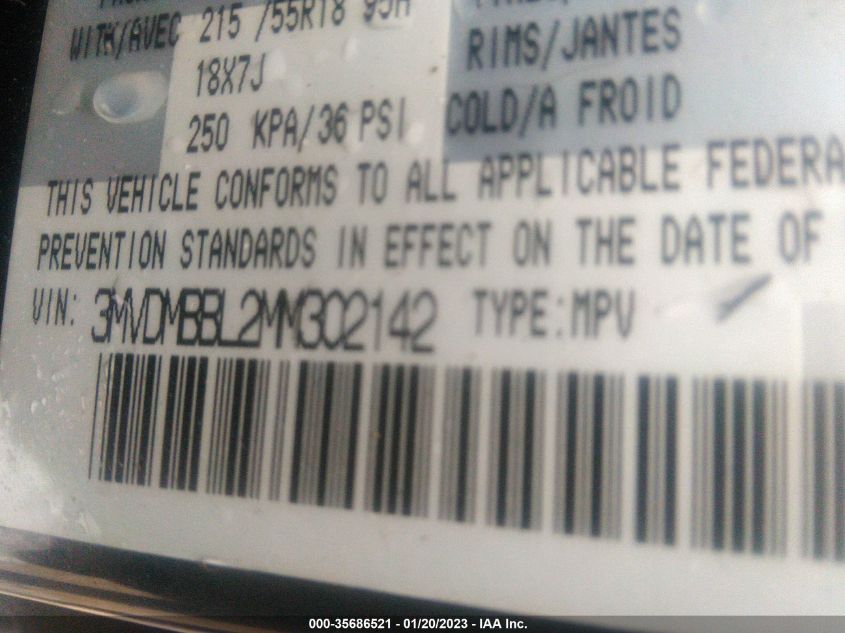 WITH/AVEC 215 /55R18 95H
RIMS/JANTES
18X7J
250 KPA/36 PSI COLD/A FROID
THIS VEHICLE CONFORMS TO ALL APPLICABLE FEDERA
PREVENTION STANDARDS IN EFFECT ON THE DATE OF
VIN: 3MVDMBBL2MM302142 TYPE:MPV
000-35686521 - 01/20/2023 - IAA Inc.